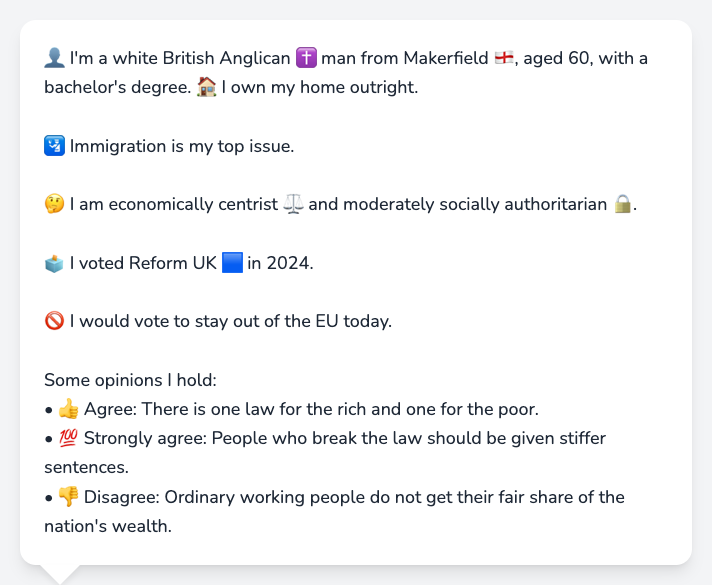 👤 I'm a white British Anglican ✝️ man from Makerfield 🏴󠁧󠁢󠁥󠁮󠁧󠁿, aged 60, with a
bachelor's degree. 🏠 I own my home outright.
🛂 Immigration is my top issue.
🤔 I am economically centrist ⚖️ and moderately socially authoritarian 🔒.
🗳️ I voted Reform UK 🟦 in 2024.
🚫 I would vote to stay out of the EU today.
Some opinions I hold:
• 👍 Agree: There is one law for the rich and one for the poor.
• 💯 Strongly agree: People who break the law should be given stiffer
sentences.
• 👎 Disagree: Ordinary working people do not get their fair share of the
nation's wealth.